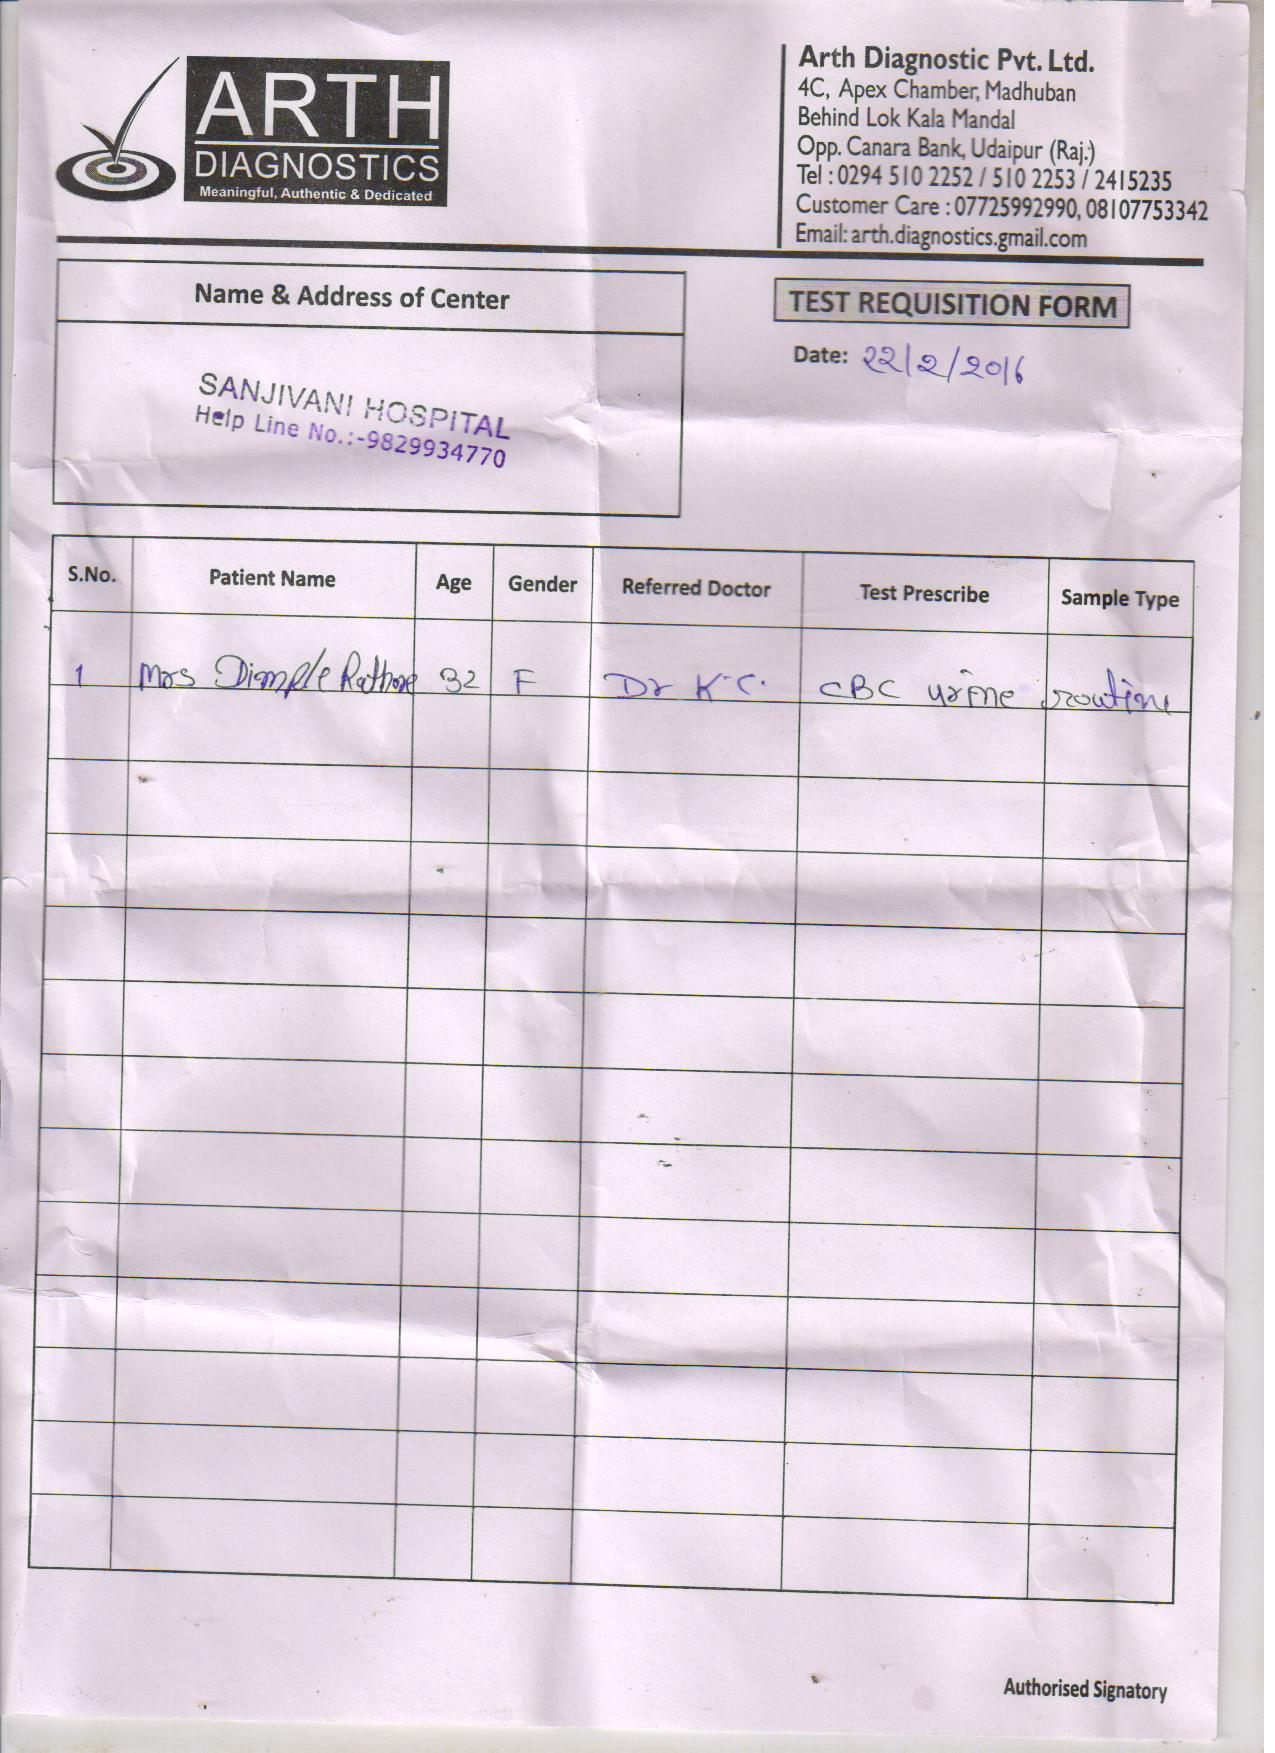 ARTH
DIAGNOSTICS
Meaningful, Authentic & Dedicated
Arth Diagnostic Pvt. Ltd.
4C, Apex Chamber, Madhuban
Behind Lok Kala Mandal
Opp. Canara Bank, Udaipur (Raj.)
Tel : 0294 510 2252 / 510 2253 / 2415235
Customer Care : 07725992990, 08107753342
Email: arth.diagnostics.gmail.com
Name & Address of Center
SANJIVANI HOSPITAL
Help Line No.:-9829934770
TEST REQUISITION FORM
Date: 22/2/2016
S.No. Patient Name Age Gender Referred Doctor Test Prescribe Sample Type
1 Mrs Dimple Rathore 32 F Dr K.C. CBC urine routine
Authorised Signatory